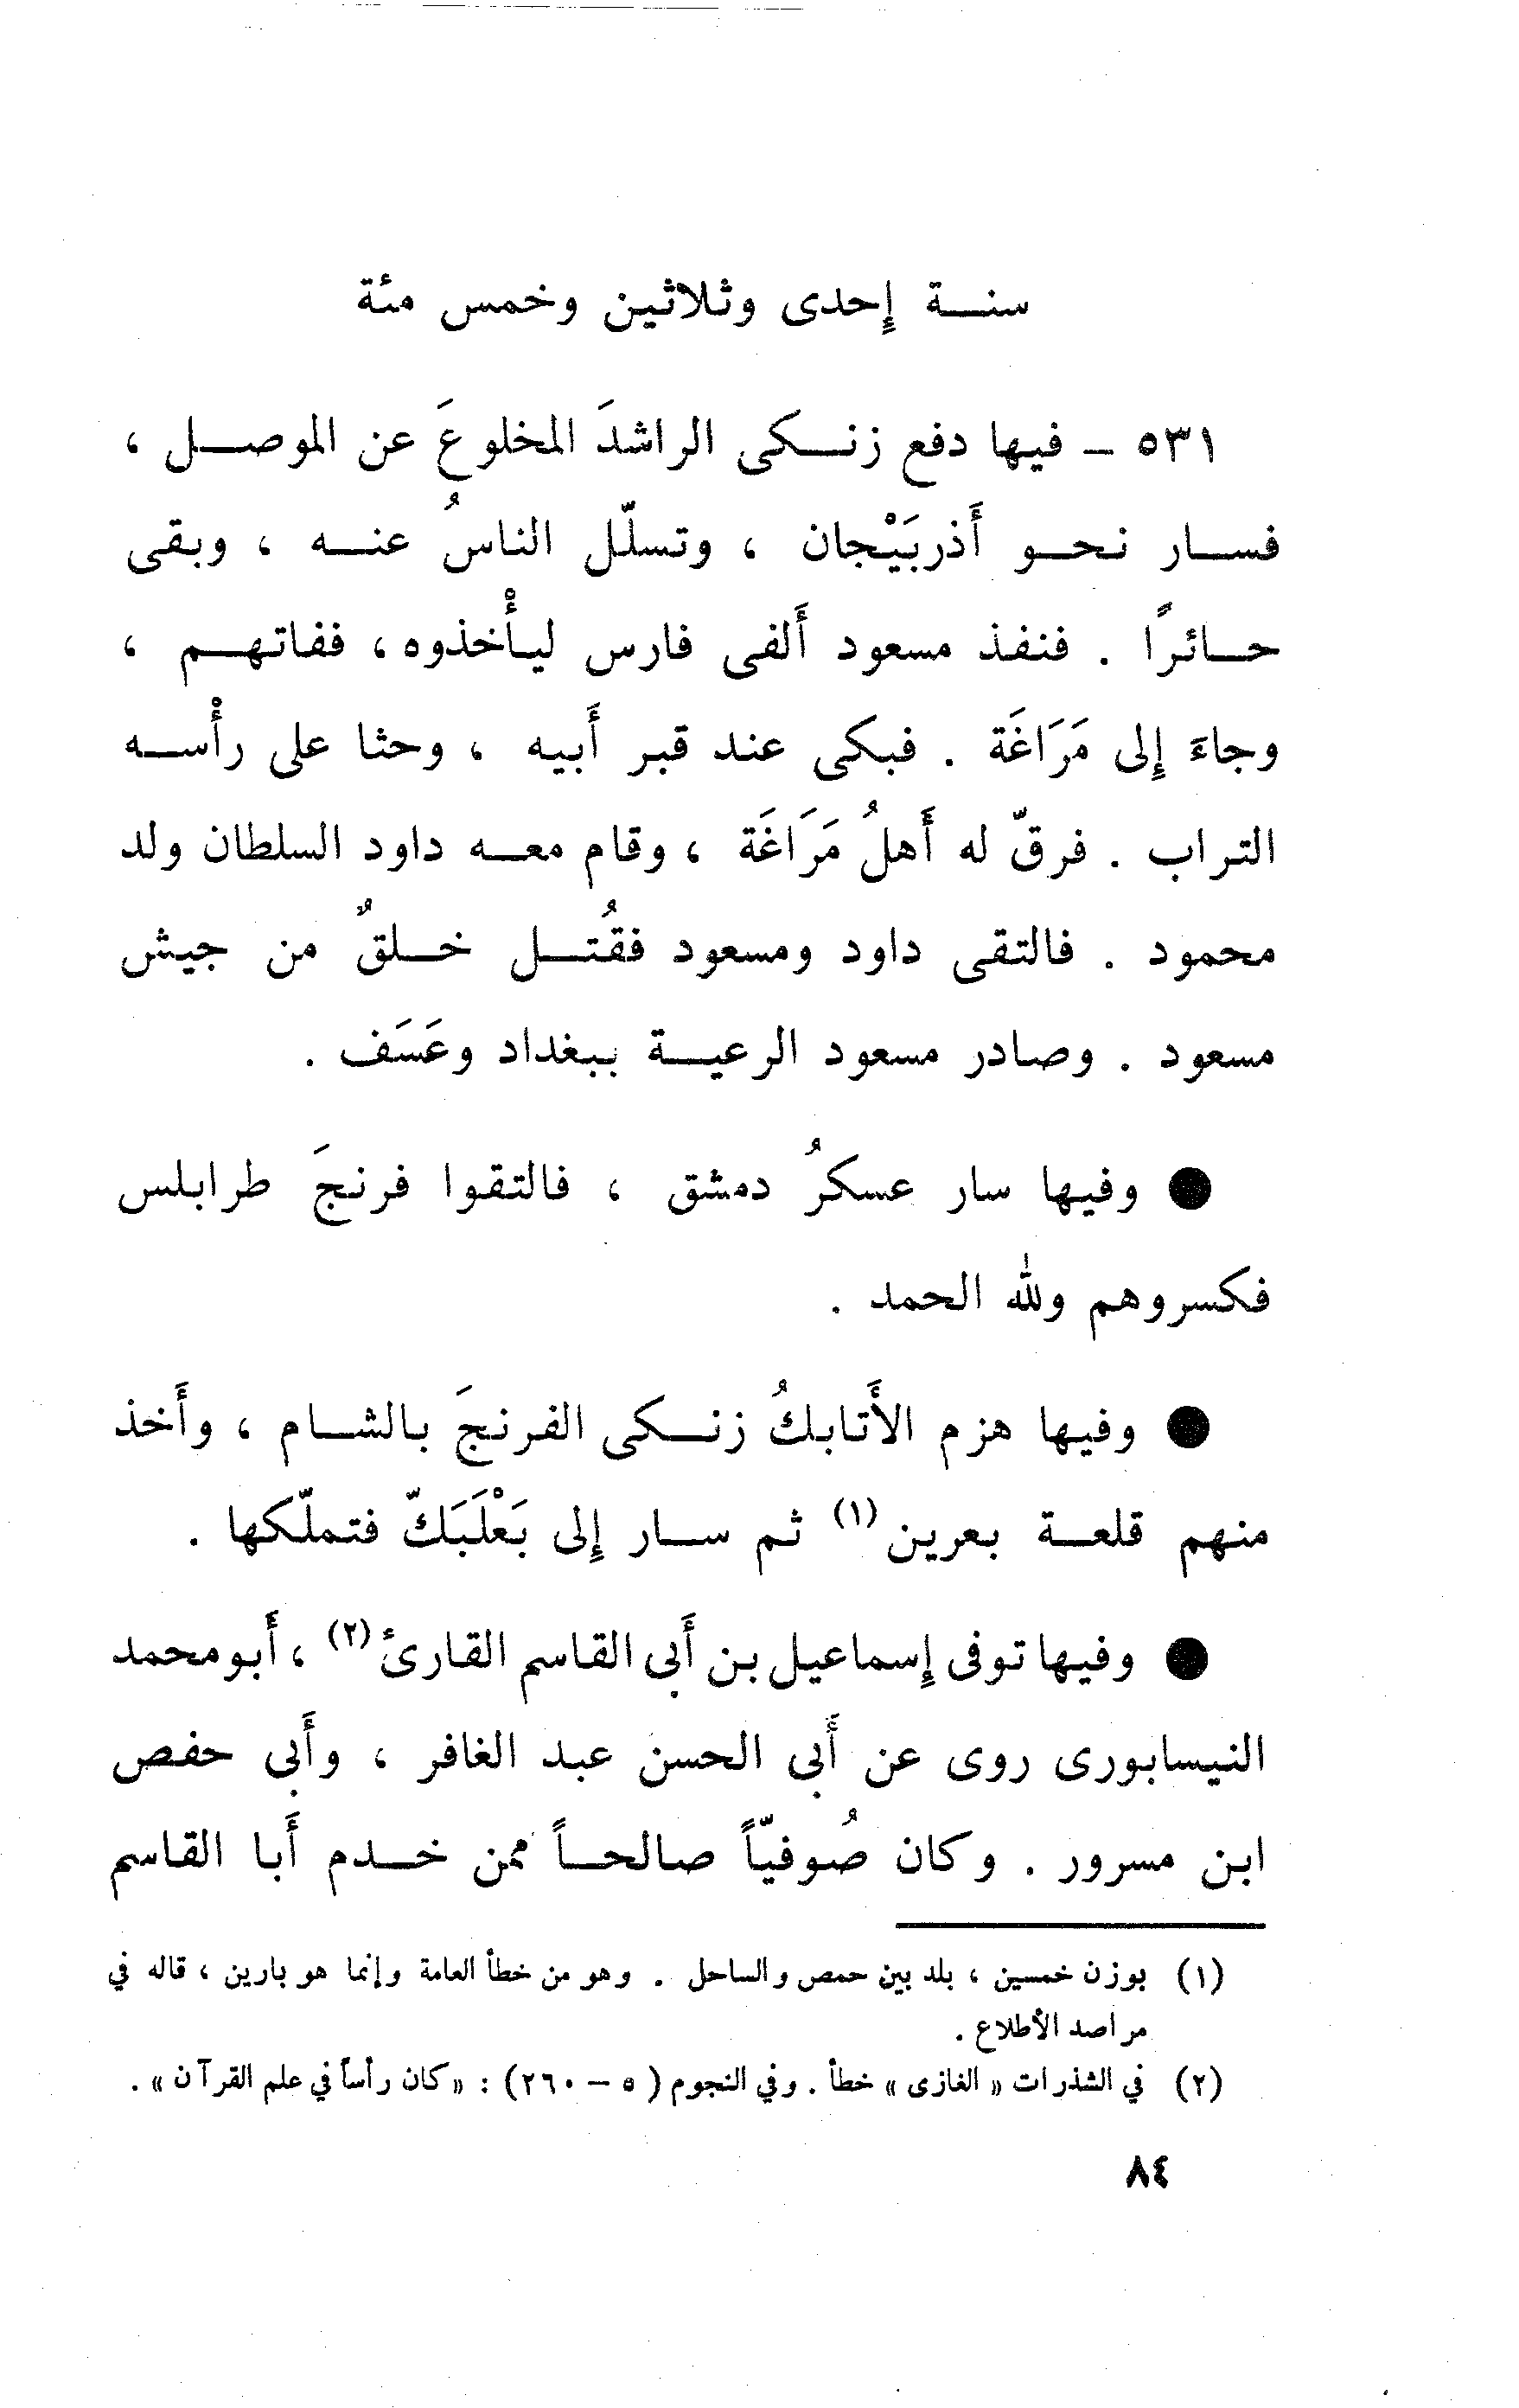 سنة إحدى وثلاثين وخمس مئة
٥٣١ – فيها دفع زنكى الراشدَ المخلوعَ عن الموصل ،
فسار نحو أَذربَيْجان ، وتسلّل الناسُ عنه ، وبقى
حائرًا . فنفذ مسعود أَلفى فارس ليأْخذوه ، ففاتهم ،
وجاءَ إلى مَرَاغَة . فبكى عند قبر أَبيه ، وحثا على رأْسه
التراب . فرقّ له أَهلُ مَرَاغَة ، وقام معه داود السلطان ولد
محمود . فالتقى داود ومسعود فقُتل خلقٌ من جيش
مسعود . وصادر مسعود الرعية ببغداد وعَسَف .
● وفيها سار عسكرُ دمشق ، فالتقوا فرنجَ طرابلس
فكسروهم ولله الحمد .
● وفيها هزم الأَتابكُ زنكى الفرنجَ بالشام ، وأَخذ
منهم قلعة بعرين (١) ثم سار إلى بَعْلَبَكّ فتملّكها .
● وفيها توفى إسماعيل بن أَبى القاسم القارئ (٢) ، أَبو محمد
النيسابورى روى عن أَبى الحسن عبد الغافر ، وأَبى حفص
ابن مسرور . وكان صُوفيّاً صالحاً ممن خدم أَبا القاسم
(١) بوزن خمسين ، بلد بين حمص والساحل . وهو من خطأ العامة وإنما هو بارين ، قاله في
مراصد الأطلاع .
(٢) في الشذرات « الغازى » خطأ . وفي النجوم ( ٥ – ٢٦٠ ) : « كان رأساً في علم القرآن » .
٨٤